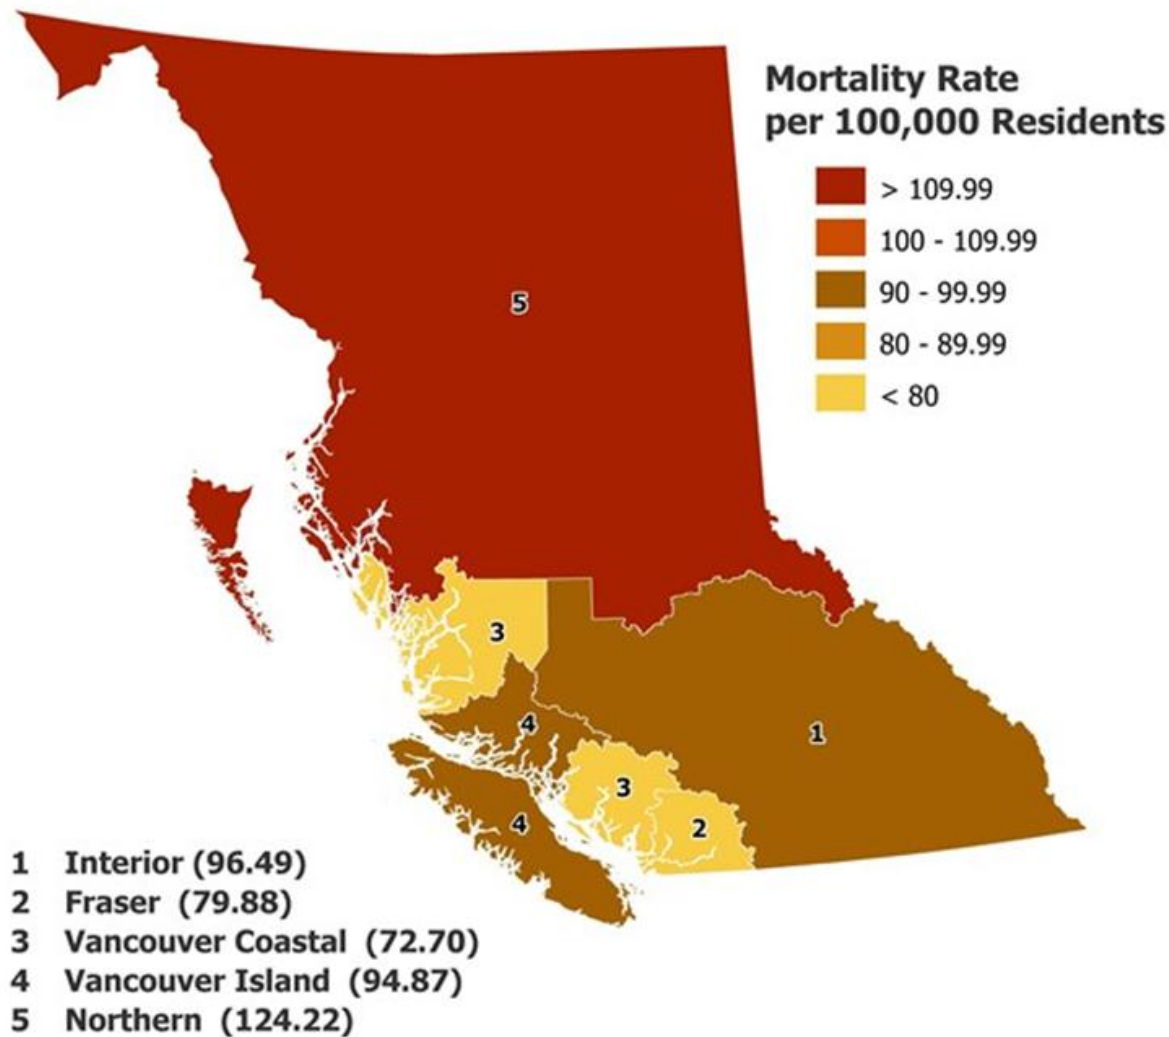 Mortality Rate
per 100,000 Residents
> 109.99
100 - 109.99
90 - 99.99
80 - 89.99
< 80
5
3
4
1
3
4
2
1 Interior (96.49)
2 Fraser (79.88)
3 Vancouver Coastal (72.70)
4 Vancouver Island (94.87)
5 Northern (124.22)